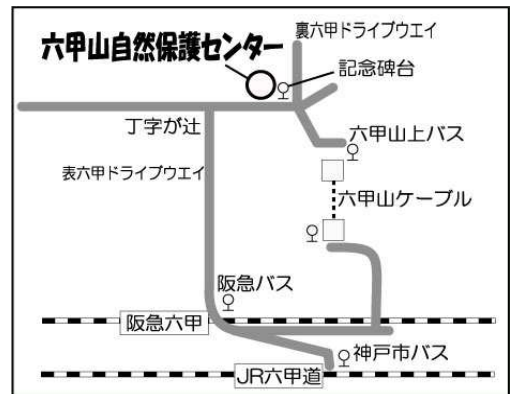 裏六甲ドライブウエイ
六甲山自然保護センター
記念碑台
丁字が辻
六甲山上バス
表六甲ドライブウエイ
六甲山ケーブル
阪急バス
阪急六甲
神戸市バス
JR六甲道